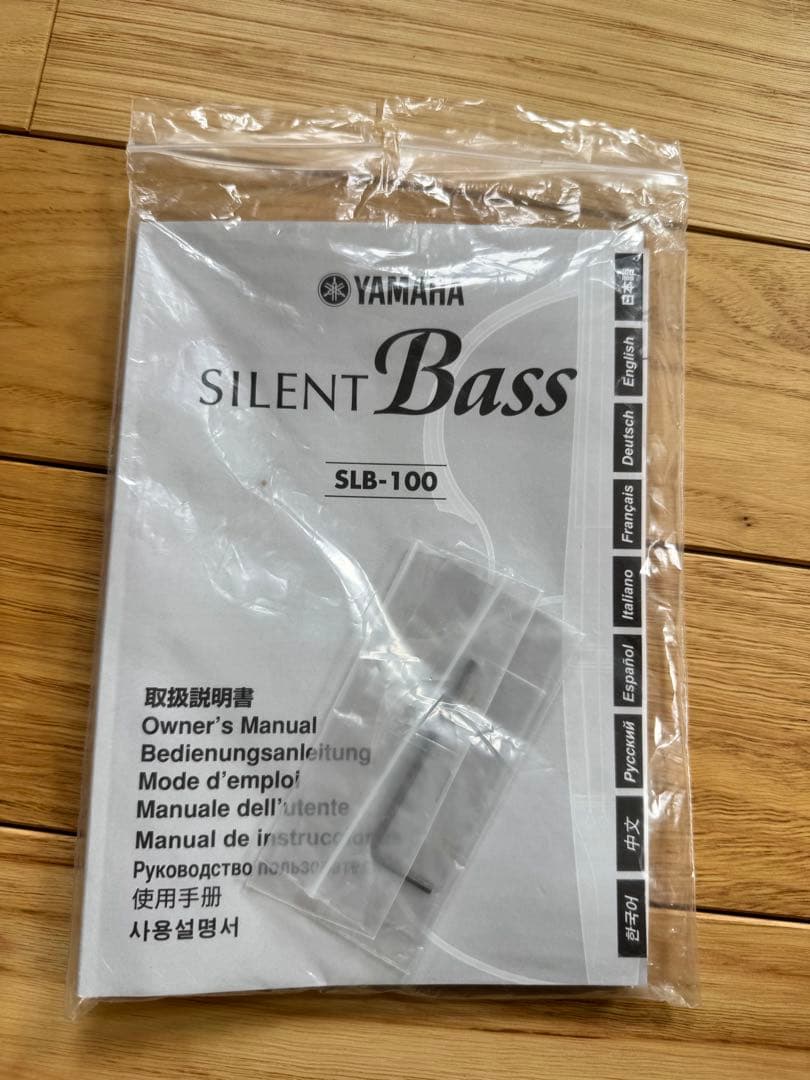 YAMAHA
SILENT Bass
SLB-100
取扱説明書
Owner's Manual
Bedienungsanleitung
Mode d'emploi
Manuale dell'utente
Manual de instrucciones
Руководство
使用手册
사용설명서
日本語
English
Deutsch
Français
Italiano
Español
Русский
中文
한국어